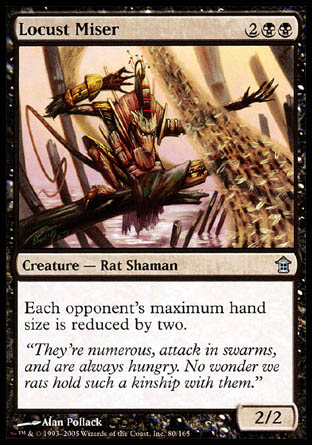 Locust Miser 2
Creature — Rat Shaman
Each opponent's maximum hand
size is reduced by two.
"They're numerous, attack in swarms,
and are always hungry. No wonder we
rats hold such a kinship with them."
Alan Pollack
™ & © 1993–2005 Wizards of the Coast, Inc. 80/165
2/2